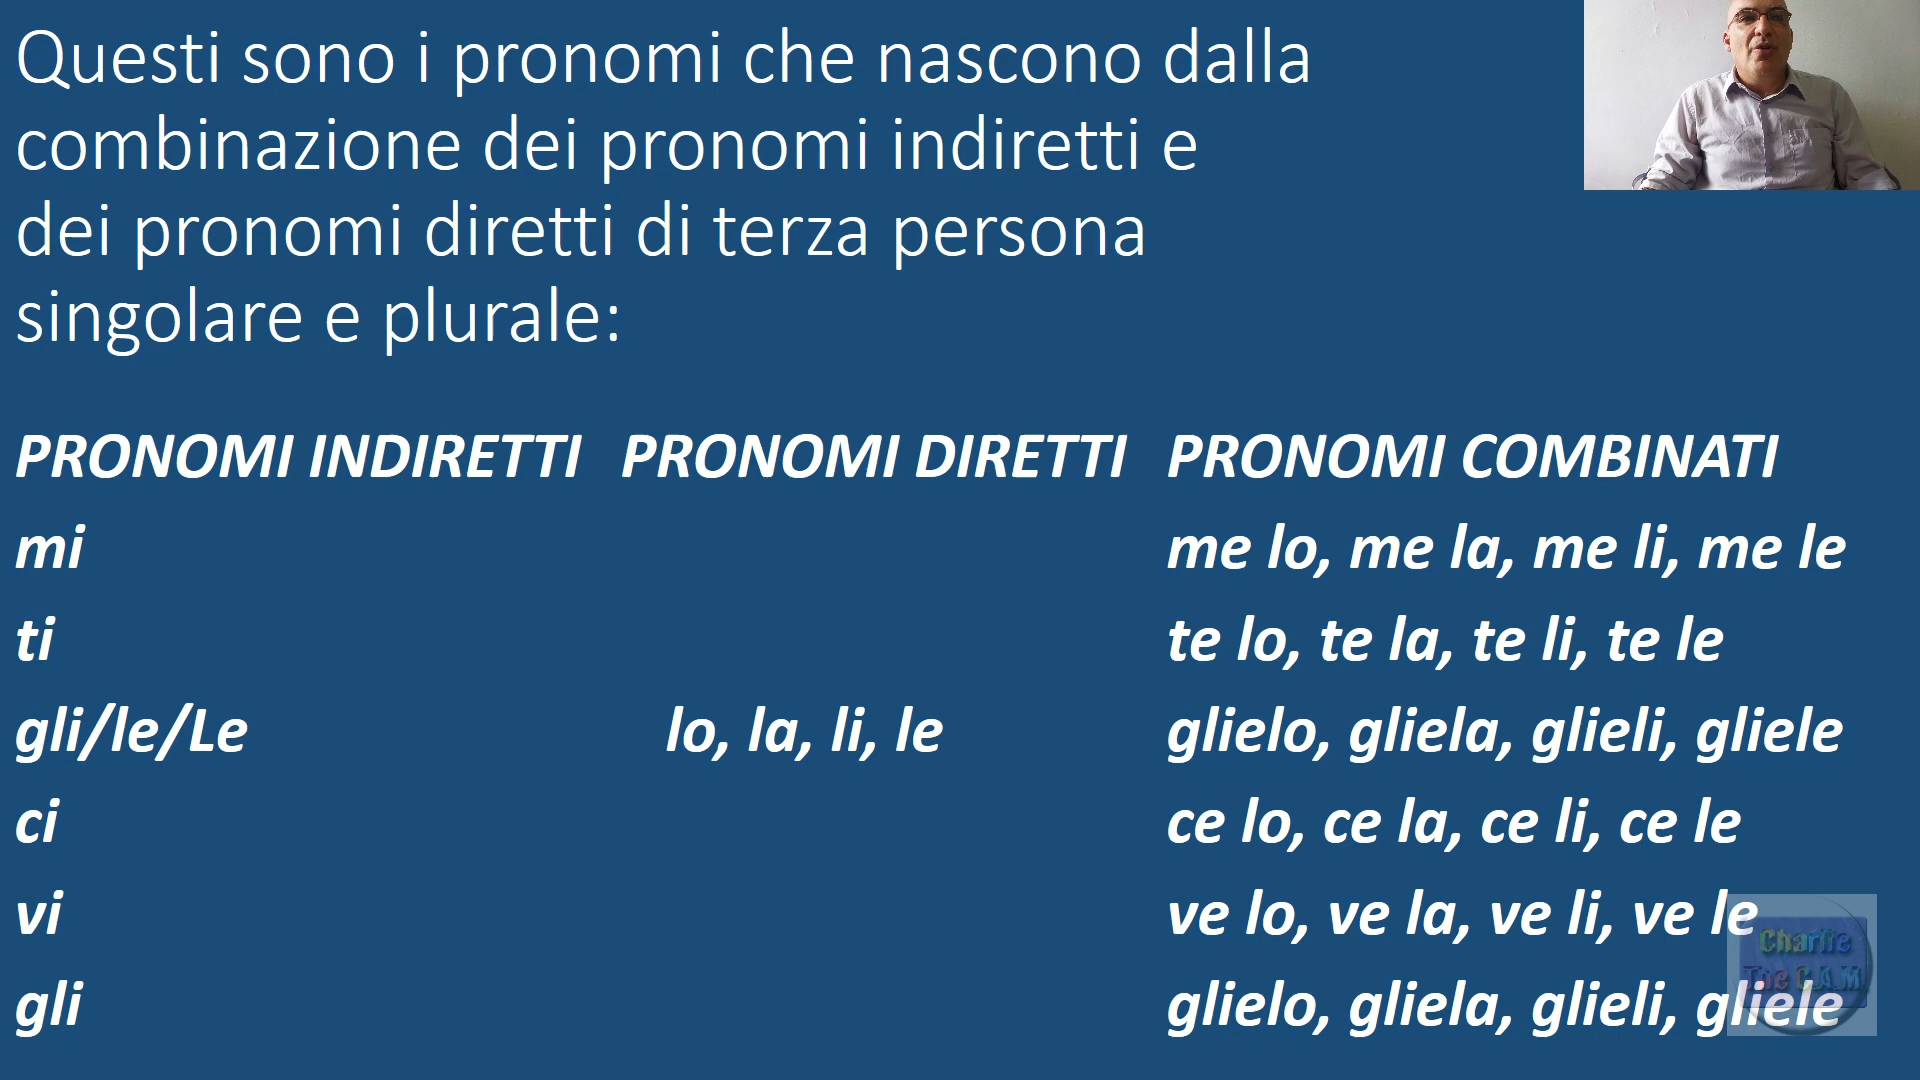 Questi sono i pronomi che nascono dalla
combinazione dei pronomi indiretti e
dei pronomi diretti di terza persona
singolare e plurale:
PRONOMI INDIRETTI PRONOMI DIRETTI PRONOMI COMBINATI
mi me lo, me la, me li, me le
ti te lo, te la, te li, te le
gli/le/Le lo, la, li, le glielo, gliela, glieli, gliele
ci ce lo, ce la, ce li, ce le
vi ve lo, ve la, ve li, ve le
gli glielo, gliela, glieli, gliele
Charlie
The C.A.M